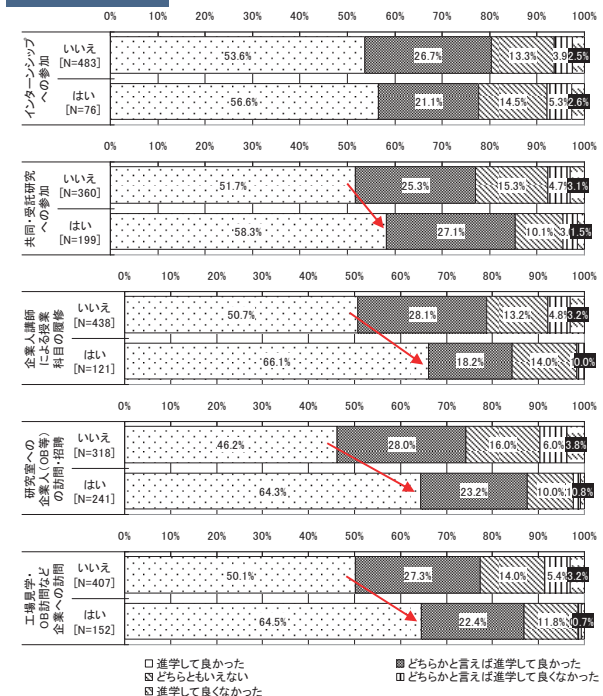 0% 10% 20% 30% 40% 50% 60% 70% 80% 90% 100%
インターンシップ
への参加
いいえ
[N=483]
53.6% 26.7% 13.3% 3.9 2.5%
はい
[N=76]
56.6% 21.1% 14.5% 5.3% 2.6%
0% 10% 20% 30% 40% 50% 60% 70% 80% 90% 100%
共同・受託研究
への参加
いいえ
[N=360]
51.7% 25.3% 15.3% 4.7% 3.1%
はい
[N=199]
58.3% 27.1% 10.1% 3. 1.5%
0% 10% 20% 30% 40% 50% 60% 70% 80% 90% 100%
企業人講師
による授業
科目の履修
いいえ
[N=438]
50.7% 28.1% 13.2% 4.8% 3.2%
はい
[N=121]
66.1% 18.2% 14.0% 0.0%
0% 10% 20% 30% 40% 50% 60% 70% 80% 90% 100%
研究室への
企業人(OB等)
の訪問・招聘
いいえ
[N=318]
46.2% 28.0% 16.0% 6.0% 3.8%
はい
[N=241]
64.3% 23.2% 10.0% 0.8%
0% 10% 20% 30% 40% 50% 60% 70% 80% 90% 100%
工場見学・
OB訪問など
企業への訪問
いいえ
[N=407]
50.1% 27.3% 14.0% 5.4% 3.2%
はい
[N=152]
64.5% 22.4% 11.8% 0.7%
進学して良かった どちらかと言えば進学して良かった
どちらともいえない どちらかと言えば進学して良くなかった
進学して良くなかった